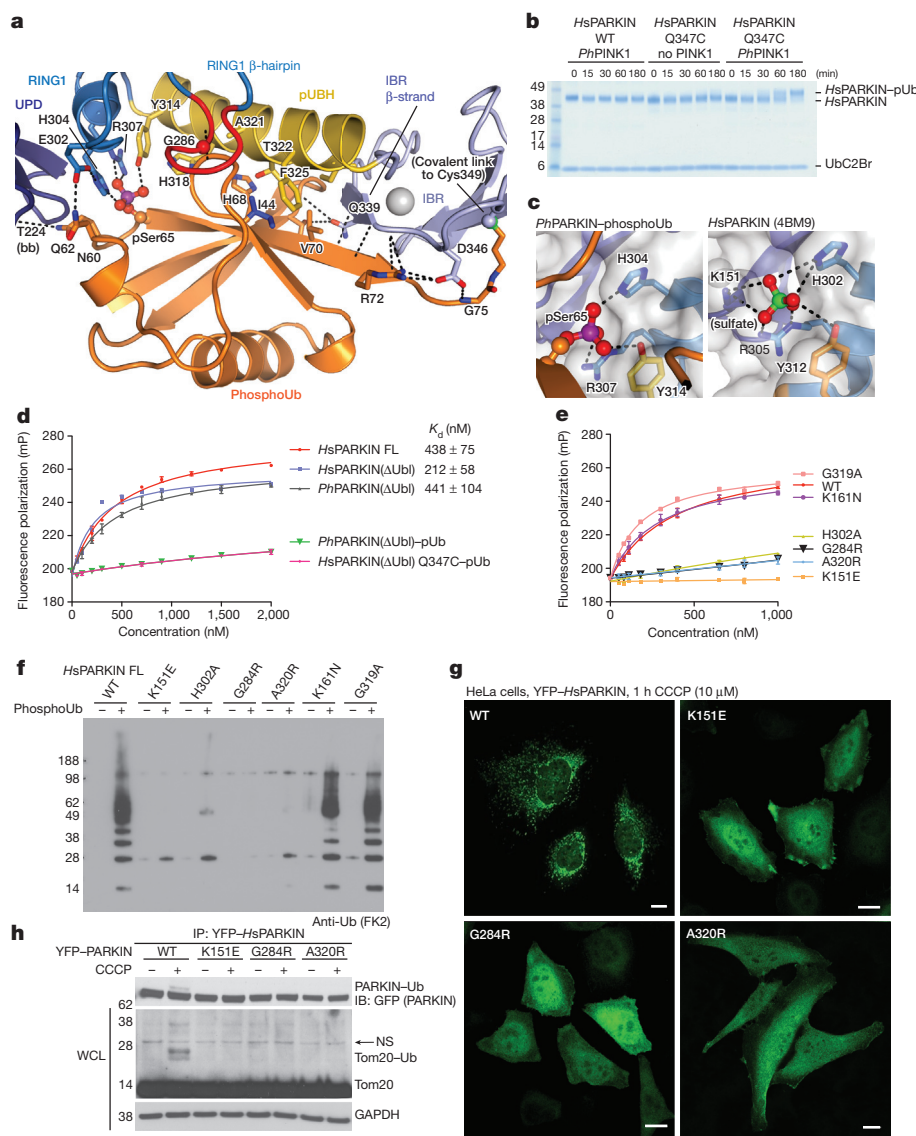 a
RING1
RING1 β-hairpin
pUBH
IBR
β-strand
UPD
Y314
A321
H304
E302
R307
G286
T322
(Covalent link
to Cys349)
F325
H318
H68
I44
Q339
IBR
T224
(bb)
Q62
N60
pSer65
V70
D346
R72
G75
PhosphoUb
b
HsPARKIN
WT
PhPINK1
HsPARKIN
Q347C
no PINK1
HsPARKIN
Q347C
PhPINK1
0 15 30 60 180 0 15 30 60 180 0 15 30 60 180 (min)
49
38
28
17
14
6
HsPARKIN–pUb
HsPARKIN
UbC2Br
c
PhPARKIN–phosphoUb
HsPARKIN (4BM9)
H304
pSer65
R307
Y314
K151
H302
(sulfate)
R305
Y312
d
Fluorescence polarization (mP)
280
260
240
220
200
180
0 500 1,000 1,500 2,000
Concentration (nM)
Kd (nM)
HsPARKIN FL 438 ± 75
HsPARKIN(ΔUbl) 212 ± 58
PhPARKIN(ΔUbl) 441 ± 104
PhPARKIN(ΔUbl)–pUb
HsPARKIN(ΔUbl) Q347C–pUb
e
Fluorescence polarization (mP)
280
260
240
220
200
180
0 500 1,000
Concentration (nM)
G319A
WT
K161N
H302A
G284R
A320R
K151E
f
HsPARKIN FL
WT K151E H302A G284R A320R K161N G319A
PhosphoUb – + – + – + – + – + – + – +
188
98
62
49
38
28
14
Anti-Ub (FK2)
g
HeLa cells, YFP–HsPARKIN, 1 h CCCP (10 μM)
WT
K151E
G284R
A320R
h
IP: YFP–HsPARKIN
YFP–PARKIN WT K151E G284R A320R
CCCP – + – + – + – +
62
PARKIN–Ub
IB: GFP (PARKIN)
WCL
38
28
14
38
NS
Tom20–Ub
Tom20
GAPDH